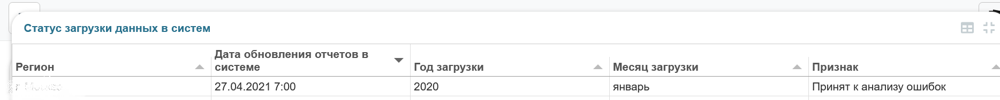 Статус загрузки данных в систем
Регион
Дата обновления отчетов в
системе
Год загрузки
Месяц загрузки
Признак
27.04.2021 7:00
2020
январь
Принят к анализу ошибок